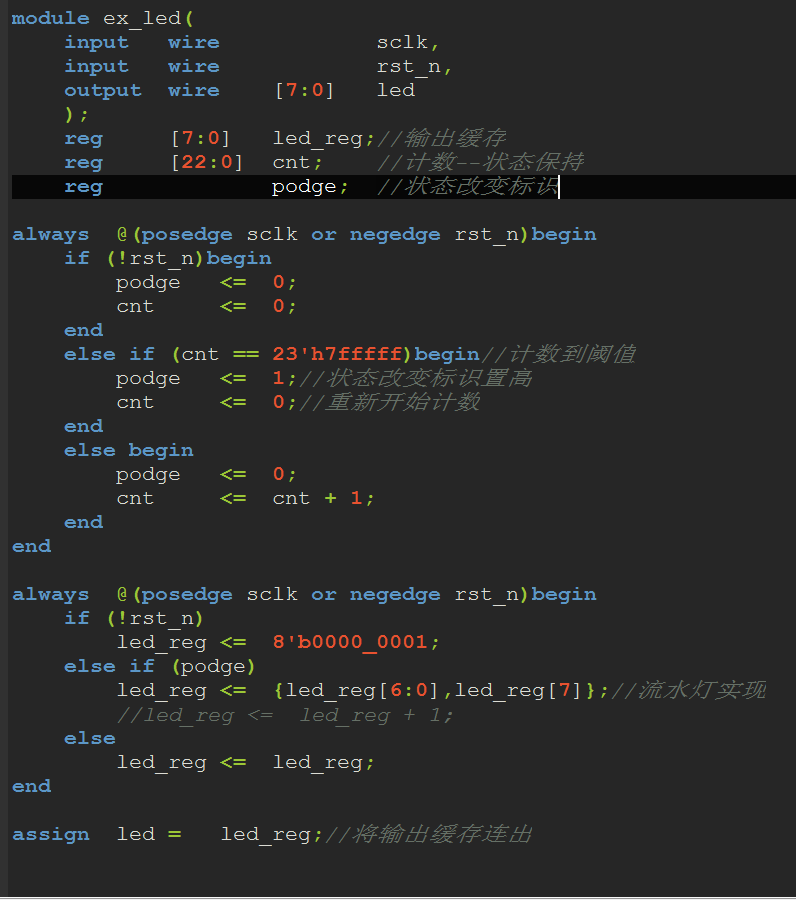 module ex_led(
    input   wire            sclk,
    input   wire            rst_n,
    output  wire    [7:0]   led
    );
    reg     [7:0]   led_reg;//输出缓存
    reg     [22:0]  cnt;    //计数--状态保持
    reg             podge;  //状态改变标识
always  @(posedge sclk or negedge rst_n)begin
    if (!rst_n)begin
        podge   <=  0;
        cnt     <=  0;
    end
    else if (cnt == 23'h7fffff)begin//计数到阈值
        podge   <=  1;//状态改变标识置高
        cnt     <=  0;//重新开始计数
    end
    else begin
        podge   <=  0;
        cnt     <=  cnt + 1;
    end
end
always  @(posedge sclk or negedge rst_n)begin
    if (!rst_n)
        led_reg <=  8'b0000_0001;
    else if (podge)
        led_reg <=  {led_reg[6:0],led_reg[7]};//流水灯实现
        //led_reg <=  led_reg + 1;
    else
        led_reg <=  led_reg;
end
assign  led =   led_reg;//将输出缓存连出